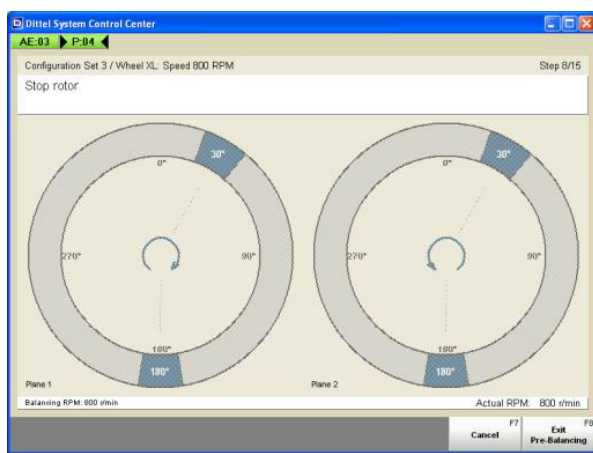 Dittel System Control Center
AE:03 P:04
Configuration Set 3 / Wheel XL: Speed 800 RPM Step 8/15
Stop rotor
30° 30°
0° 0°
270° 90° 270° 90°
180° 180°
180° 180°
Plane 1 Plane 2
Balancing RPM: 800 r/min Actual RPM: 800 r/min
F7 F8
Cancel Exit
Pre-Balancing